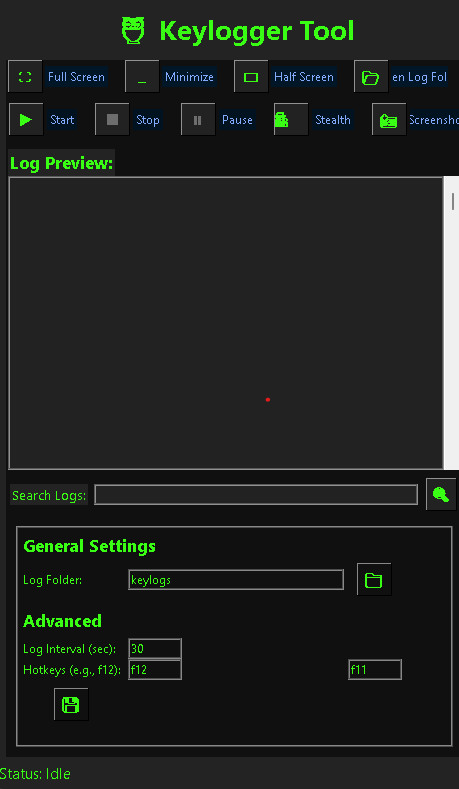 Keylogger Tool
Full Screen _ Minimize Half Screen en Log Fol
Start Stop Pause Stealth Screensho
Log Preview:
Search Logs:
General Settings
Log Folder: keylogs
Advanced
Log Interval (sec): 30
Hotkeys (e.g., f12): f12 f11
Status: Idle